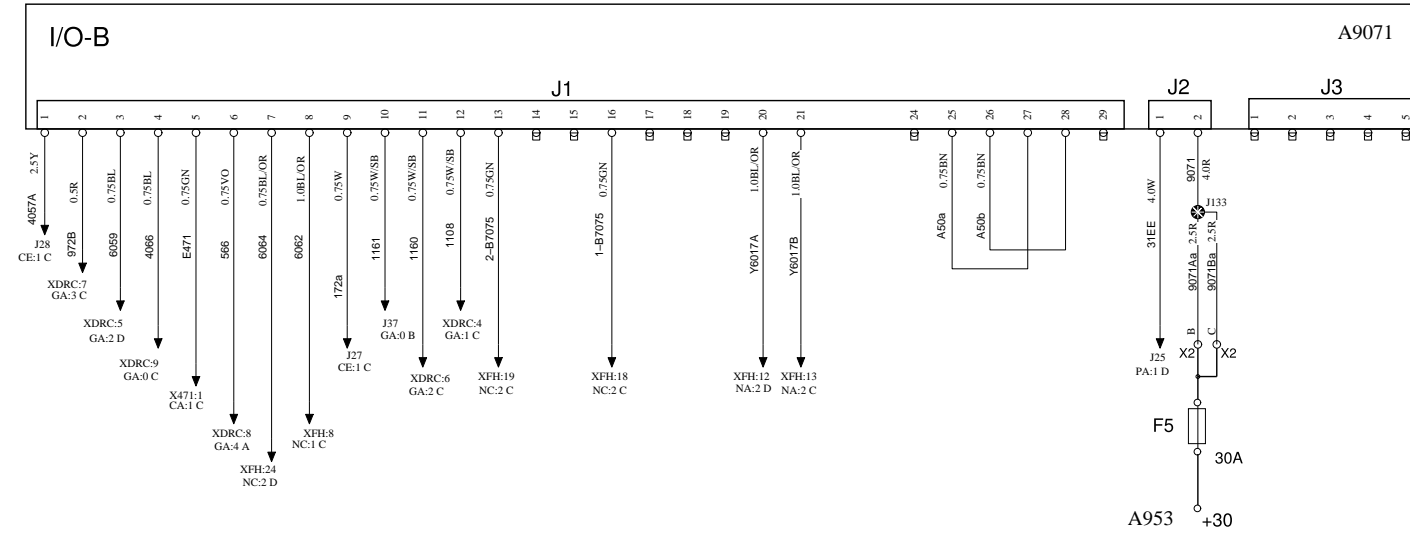 I/O-B
A9071
J1
J2
J3
1 2 3 4 5 6 7 8 9 10 11 12 13 14 15 16 17 18 19 20 21 24 25 26 27 28 29
1 2
1 2 3 4 5
2.5Y
4057A
J28
CE:1 C
0.5R
972B
XDRC:7
GA:3 C
0.75BL
6059
XDRC:5
GA:2 D
0.75BL
4066
XDRC:9
GA:0 C
0.75GN
E471
X471:1
CA:1 C
0.75VO
566
XDRC:8
GA:4 A
0.75BL/OR
6064
XFH:24
NC:2 D
1.0BL/OR
6062
XFH:8
NC:1 C
0.75W
172a
J27
CE:1 C
0.75W/SB
1161
J37
GA:0 B
0.75W/SB
1160
XDRC:6
GA:2 C
0.75W/SB
1108
XDRC:4
GA:1 C
0.75GN
2-B7075
XFH:19
NC:2 C
0.75GN
1-B7075
XFH:18
NC:2 C
1.0BL/OR
Y6017A
XFH:12
NA:2 D
1.0BL/OR
Y6017B
XFH:13
NA:2 C
0.75BN
A50a
0.75BN
A50b
4.0W
31EE
J25
PA:1 D
9071
4.0R
J133
2.5R
9071Aa
2.5R
9071Ba
B
C
X2
X2
F5
30A
A953
+30